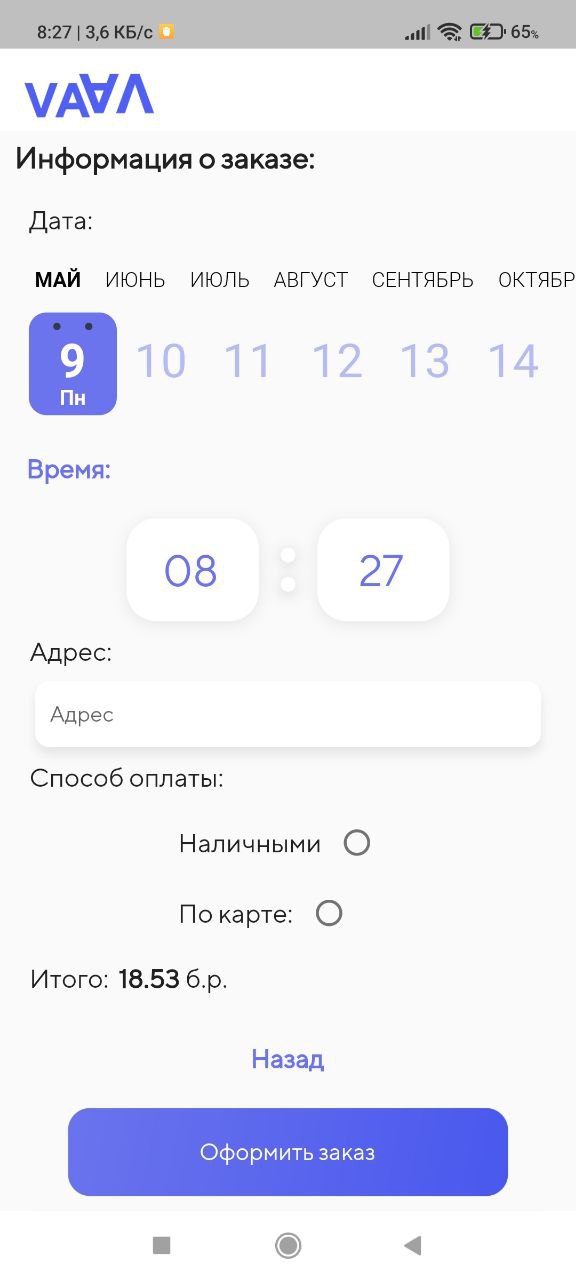 8:27 | 3,6 КБ/с 65%
VAAA
Информация о заказе:
Дата:
МАЙ ИЮНЬ ИЮЛЬ АВГУСТ СЕНТЯБРЬ ОКТЯБР
9 10 11 12 13 14
Пн
Время:
08 : 27
Адрес:
Адрес
Способ оплаты:
Наличными
По карте:
Итого: 18.53 б.р.
Назад
Оформить заказ